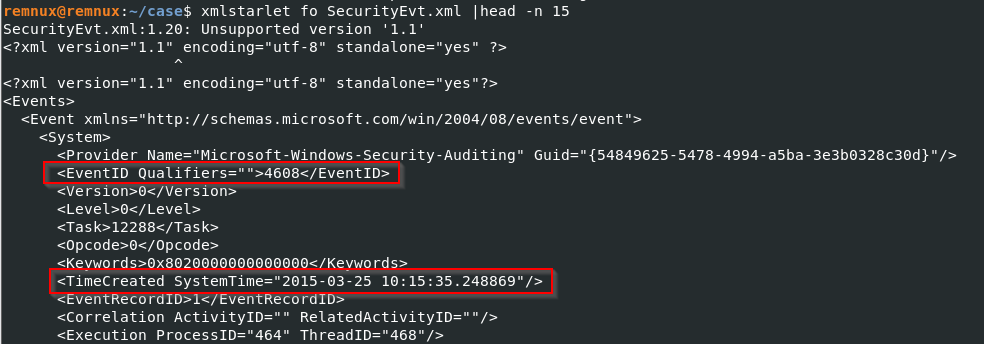 remnux@remnux:~/case$ xmlstarlet fo SecurityEvt.xml |head -n 15
SecurityEvt.xml:1.20: Unsupported version '1.1'
<?xml version="1.1" encoding="utf-8" standalone="yes" ?>
                   ^
<?xml version="1.1" encoding="utf-8" standalone="yes"?>
<Events>
  <Event xmlns="http://schemas.microsoft.com/win/2004/08/events/event">
    <System>
      <Provider Name="Microsoft-Windows-Security-Auditing" Guid="{54849625-5478-4994-a5ba-3e3b0328c30d}"/>
      <EventID Qualifiers="">4608</EventID>
      <Version>0</Version>
      <Level>0</Level>
      <Task>12288</Task>
      <Opcode>0</Opcode>
      <Keywords>0x8020000000000000</Keywords>
      <TimeCreated SystemTime="2015-03-25 10:15:35.248869"/>
      <EventRecordID>1</EventRecordID>
      <Correlation ActivityID="" RelatedActivityID=""/>
      <Execution ProcessID="464" ThreadID="468"/>